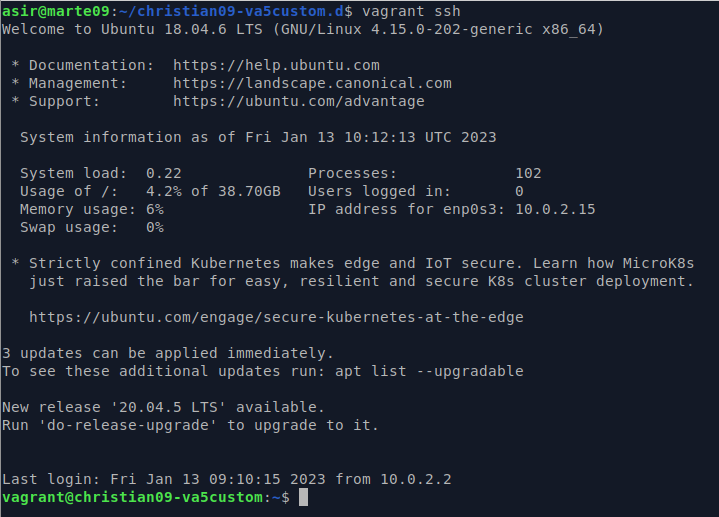 asir@marte09:~/christian09-va5custom.d$ vagrant ssh
Welcome to Ubuntu 18.04.6 LTS (GNU/Linux 4.15.0-202-generic x86_64)
* Documentation:  https://help.ubuntu.com
* Management:     https://landscape.canonical.com
* Support:        https://ubuntu.com/advantage
System information as of Fri Jan 13 10:12:13 UTC 2023
System load:  0.22              Processes:             102
Usage of /:   4.2% of 38.70GB   Users logged in:       0
Memory usage: 6%                IP address for enp0s3: 10.0.2.15
Swap usage:   0%
* Strictly confined Kubernetes makes edge and IoT secure. Learn how MicroK8s
just raised the bar for easy, resilient and secure K8s cluster deployment.
https://ubuntu.com/engage/secure-kubernetes-at-the-edge
3 updates can be applied immediately.
To see these additional updates run: apt list --upgradable
New release '20.04.5 LTS' available.
Run 'do-release-upgrade' to upgrade to it.
Last login: Fri Jan 13 09:10:15 2023 from 10.0.2.2
vagrant@christian09-va5custom:~$